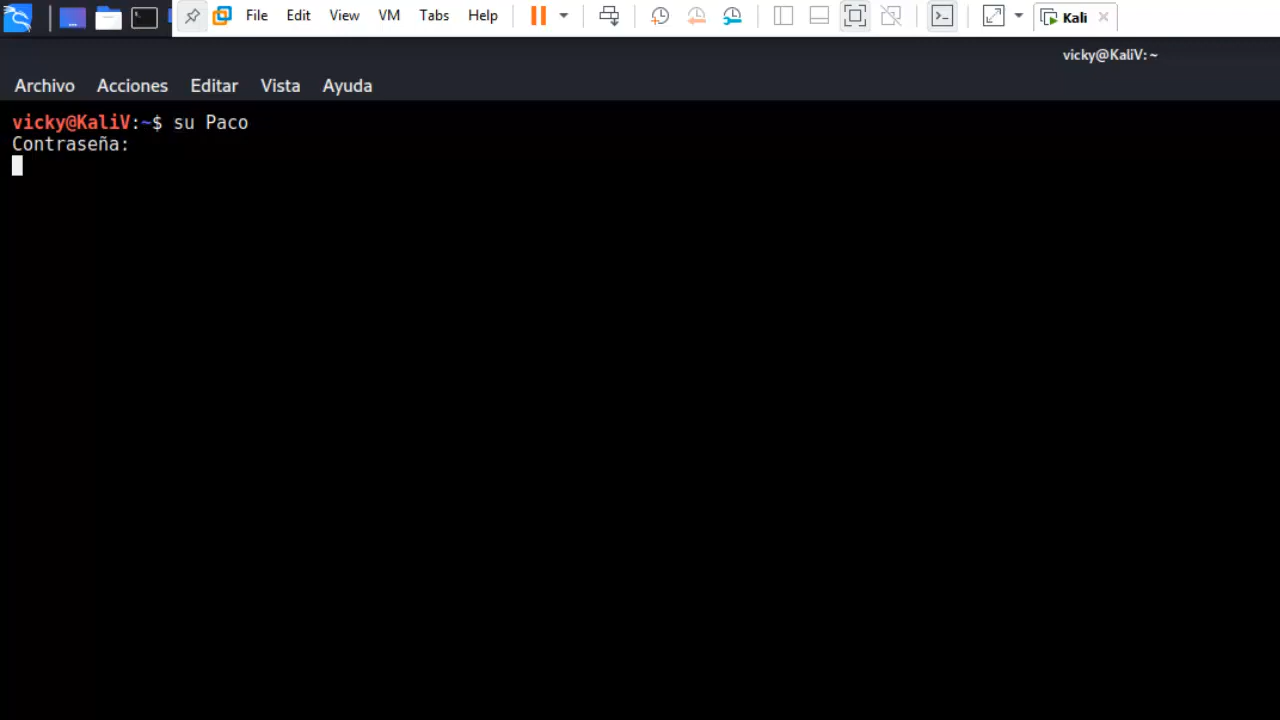 File Edit View VM Tabs Help Kali
vicky@KaliV: ~
Archivo Acciones Editar Vista Ayuda
vicky@KaliV:~$ su Paco
Contraseña: